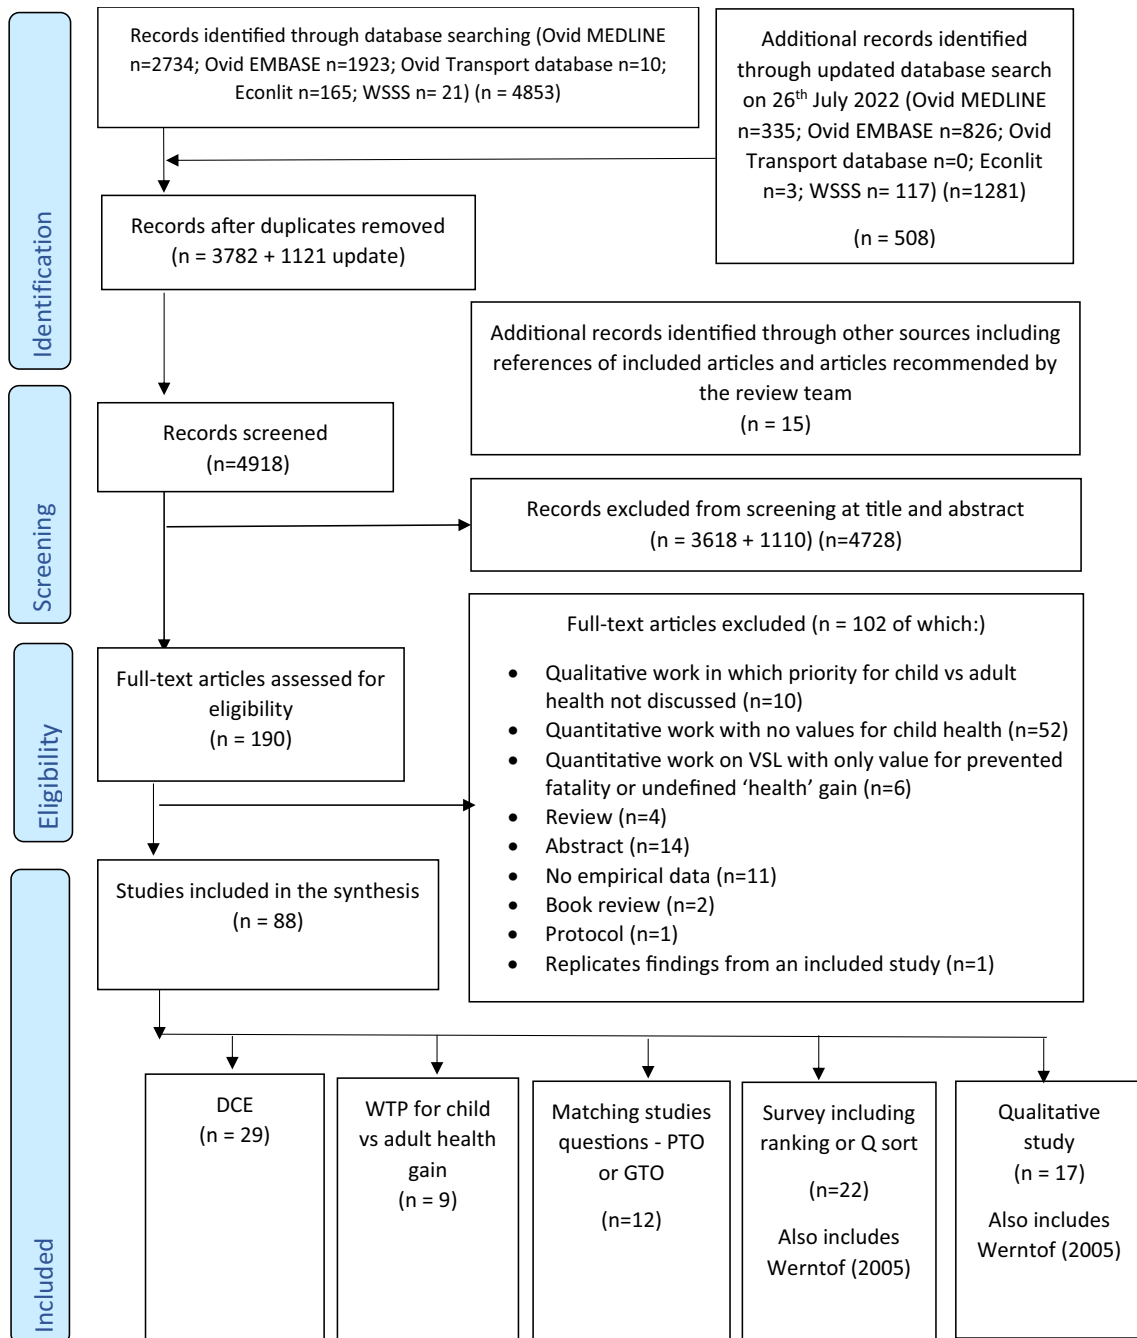 Identification
Records identified through database searching (Ovid MEDLINE
n=2734; Ovid EMBASE n=1923; Ovid Transport database n=10;
Econlit n=165; WSSS n= 21) (n = 4853)
Additional records identified
through updated database search
on 26th July 2022 (Ovid MEDLINE
n=335; Ovid EMBASE n=826; Ovid
Transport database n=0; Econlit
n=3; WSSS n= 117) (n=1281)
(n = 508)
Records after duplicates removed
(n = 3782 + 1121 update)
Additional records identified through other sources including
references of included articles and articles recommended by
the review team
(n = 15)
Screening
Records screened
(n=4918)
Records excluded from screening at title and abstract
(n = 3618 + 1110) (n=4728)
Eligibility
Full-text articles assessed for
eligibility
(n = 190)
Full-text articles excluded (n = 102 of which:)
• Qualitative work in which priority for child vs adult
health not discussed (n=10)
• Quantitative work with no values for child health (n=52)
• Quantitative work on VSL with only value for prevented
fatality or undefined ‘health’ gain (n=6)
• Review (n=4)
• Abstract (n=14)
• No empirical data (n=11)
• Book review (n=2)
• Protocol (n=1)
• Replicates findings from an included study (n=1)
Included
Studies included in the synthesis
(n = 88)
DCE
(n = 29)
WTP for child
vs adult health
gain
(n = 9)
Matching studies
questions - PTO
or GTO
(n=12)
Survey including
ranking or Q sort
(n=22)
Also includes
Werntof (2005)
Qualitative
study
(n = 17)
Also includes
Werntof (2005)